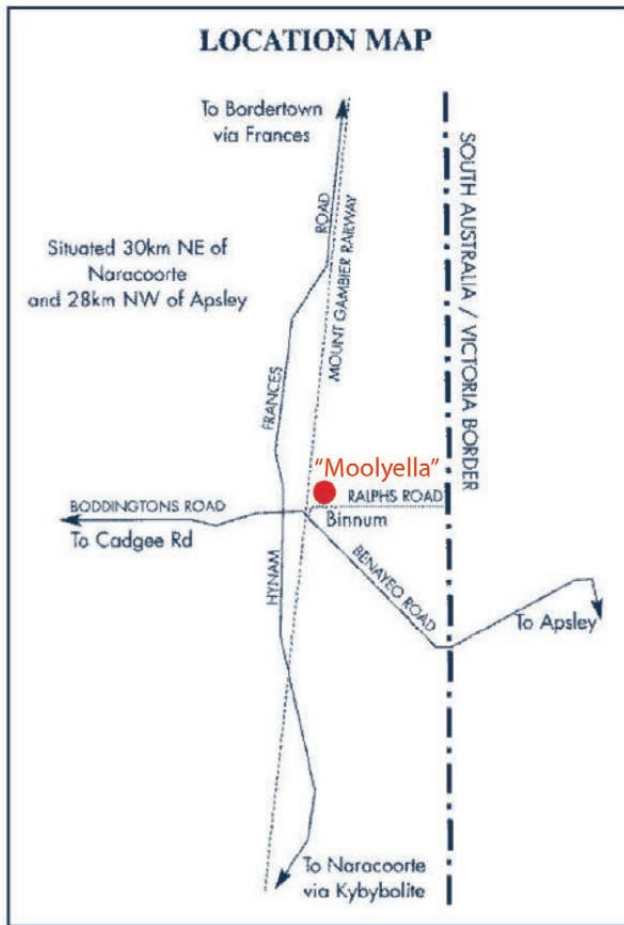 LOCATION MAP
To Bordertown
via Frances
SOUTH AUSTRALIA / VICTORIA BORDER
ROAD
MOUNT GAMBIER RAILWAY
Situated 30km NE of
Naracoorte
and 28km NW of Apsley
FRANCES
"Moolyella"
RALPHS ROAD
BODDINGTONS ROAD
Binnum
To Cadgee Rd
BENAYEO ROAD
HYNAM
To Apsley
To Naracoorte
via Kybybolite